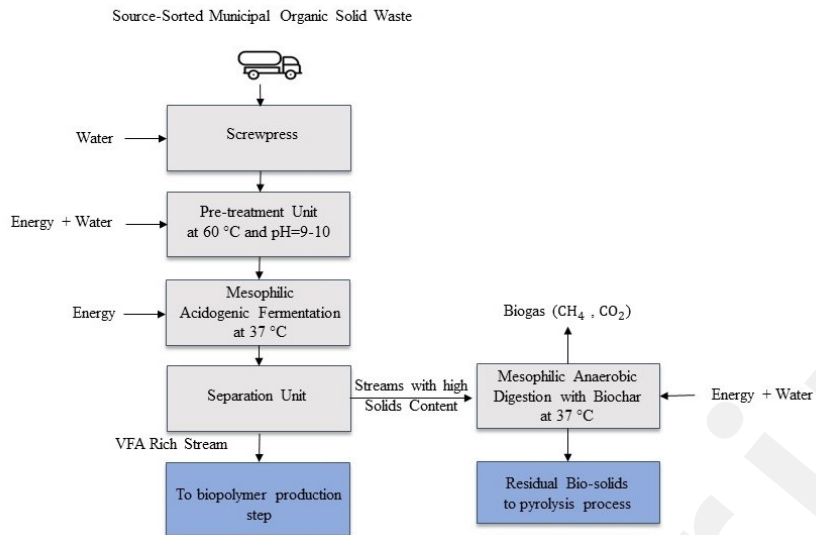 Source-Sorted Municipal Organic Solid Waste
Water
Screwpress
Energy + Water
Pre-treatment Unit
at 60 °C and pH=9-10
Energy
Mesophilic
Acidogenic Fermentation
at 37 °C
Biogas (CH₄ , CO₂)
Separation Unit
Streams with high
Solids Content
Mesophilic Anaerobic
Digestion with Biochar
at 37 °C
Energy + Water
VFA Rich Stream
To biopolymer production
step
Residual Bio-solids
to pyrolysis process